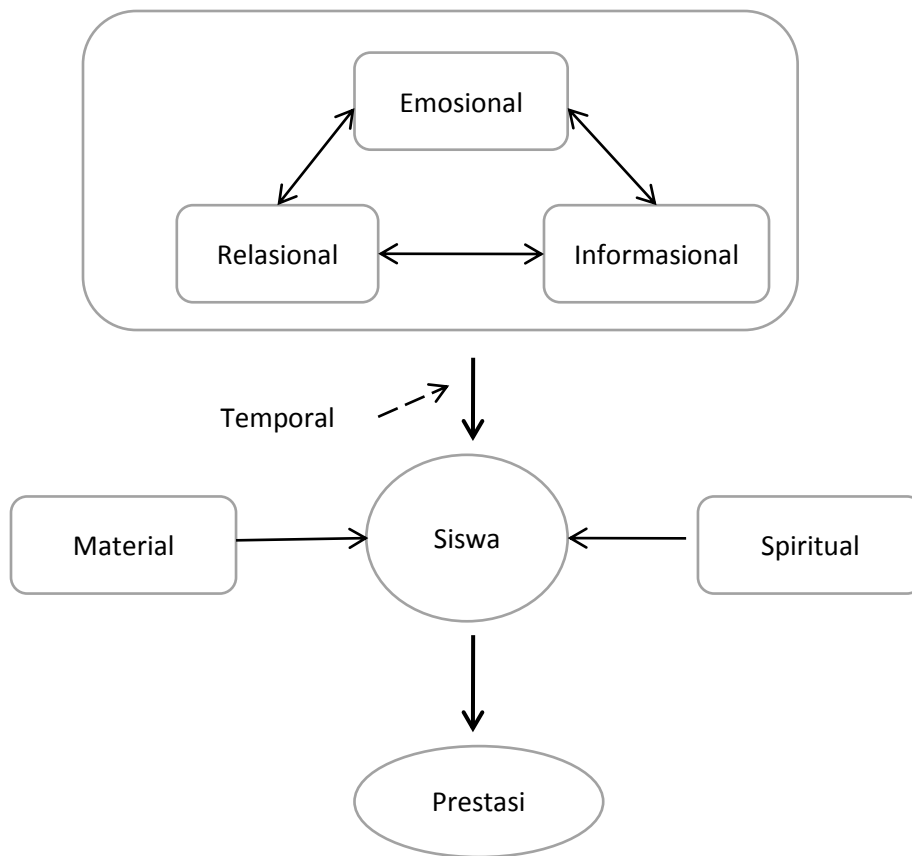 Emosional
Relasional
Informasional
Temporal
Material
Siswa
Spiritual
Prestasi